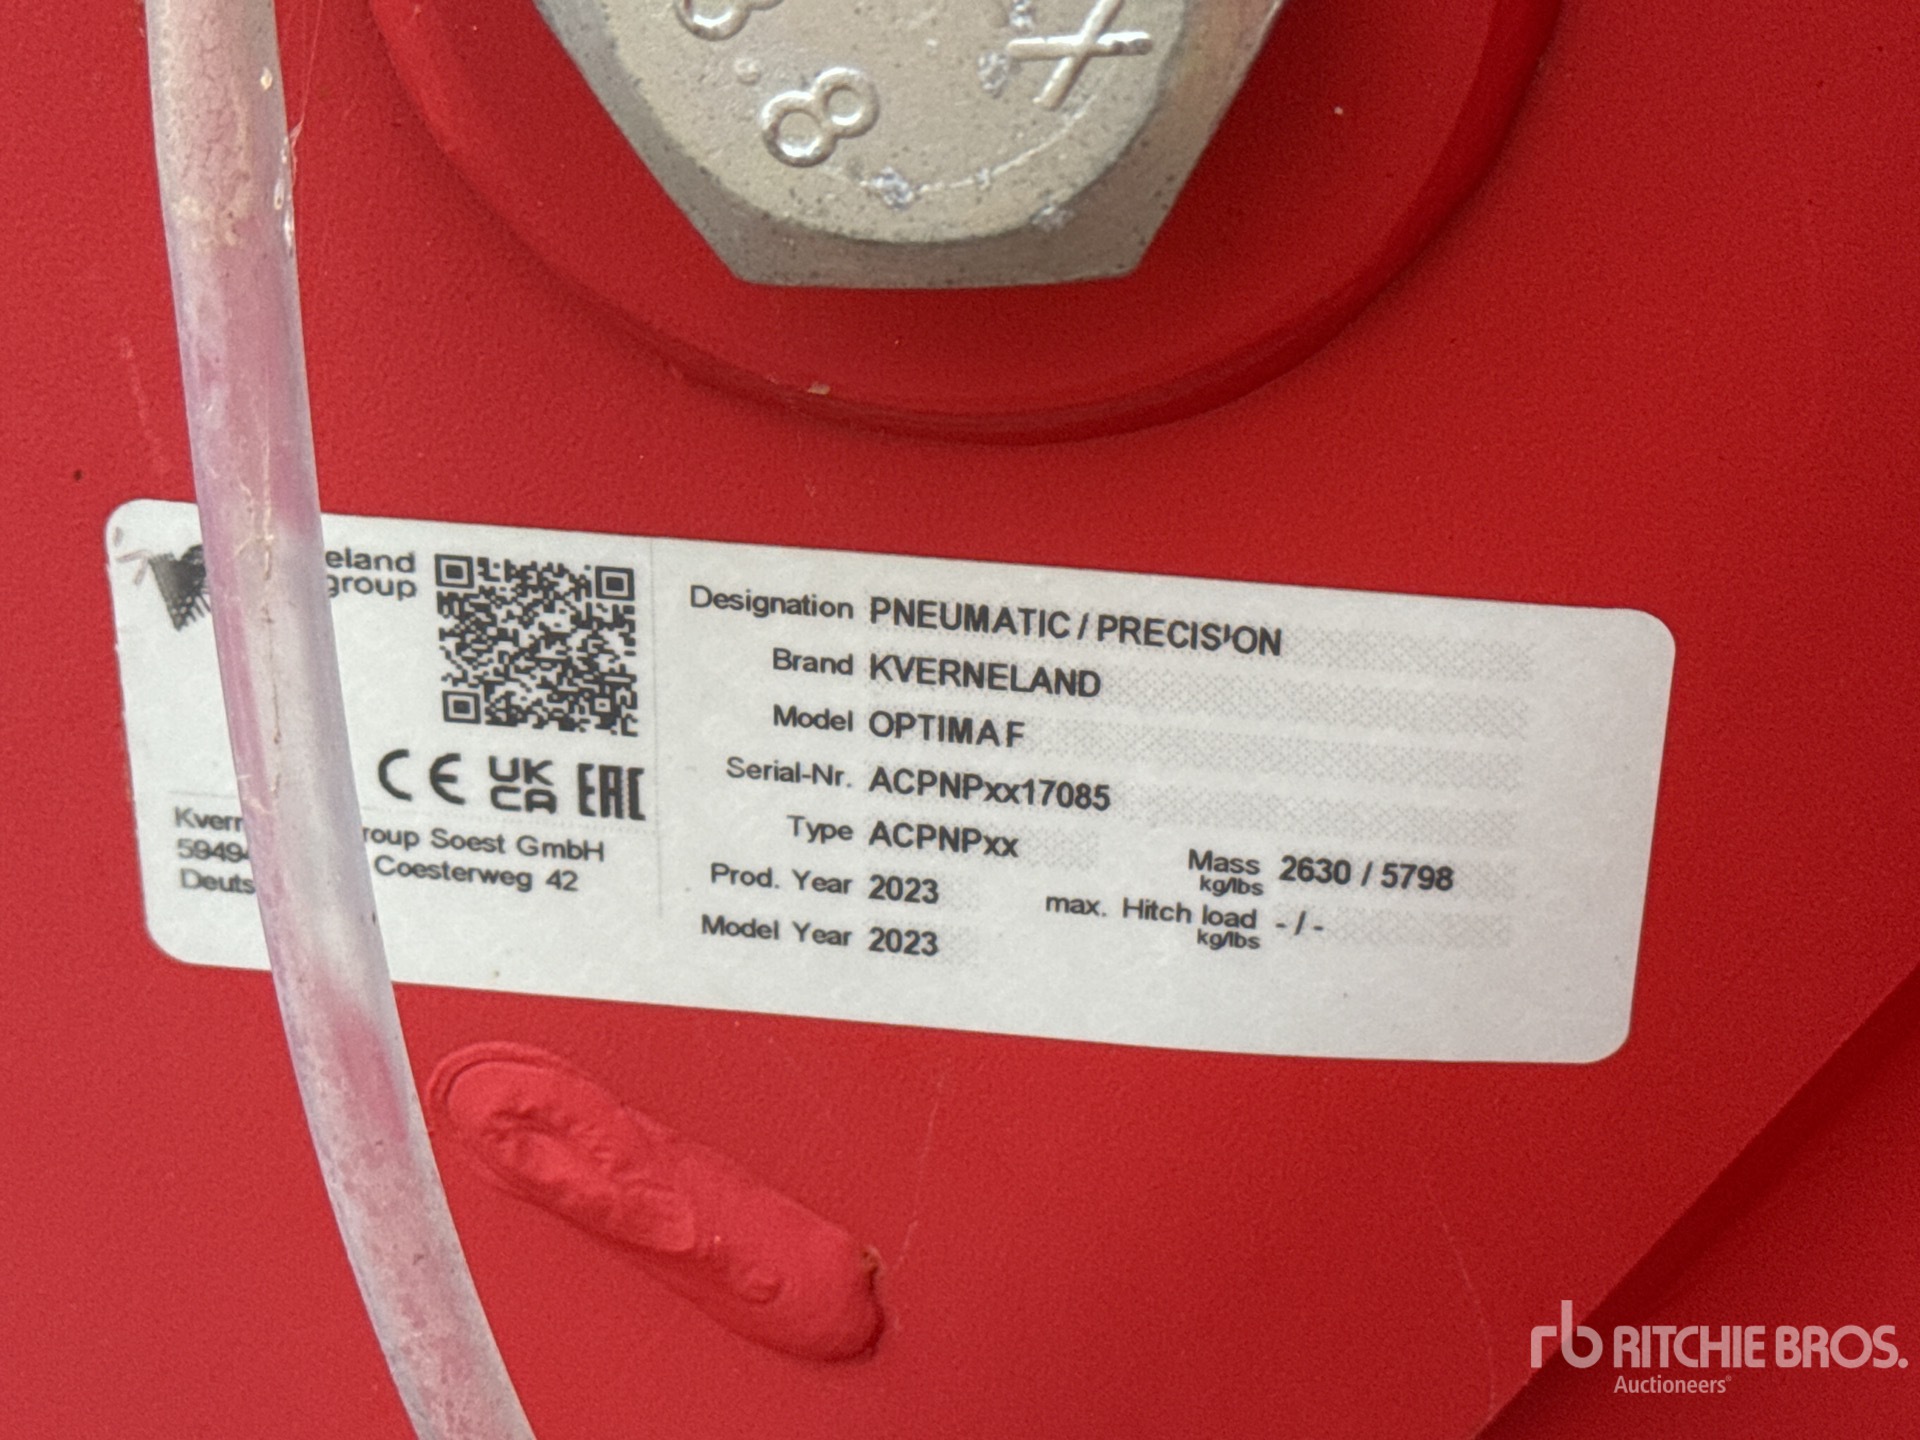 8
X
eland
group
CE UK CA EAC
Kverr roup Soest GmbH
5949 Coesterweg 42
Deuts
Designation PNEUMATIC / PRECISION
Brand KVERNELAND
Model OPTIMA F
Serial-Nr. ACPNPxx17085
Type ACPNPxx
Mass kg/lbs 2630 / 5798
Prod. Year 2023
max. Hitch load kg/lbs - / -
Model Year 2023
rb RITCHIE BROS.
Auctioneers